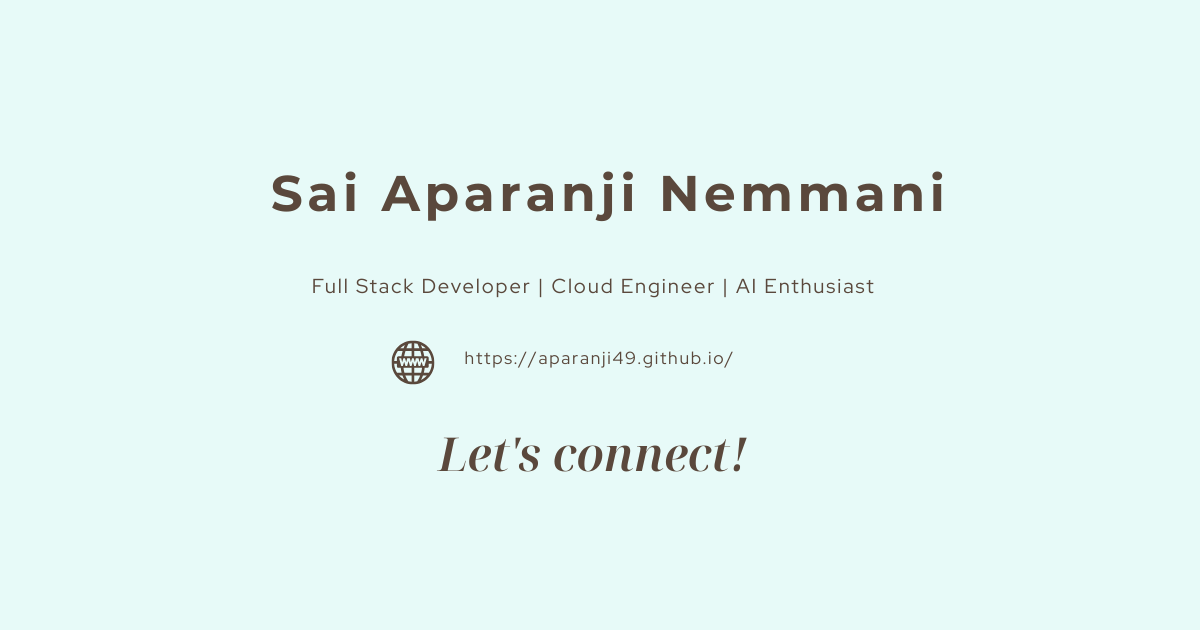 Sai Aparanji Nemmani
Full Stack Developer | Cloud Engineer | AI Enthusiast
www
https://aparanji49.github.io/
Let's connect!